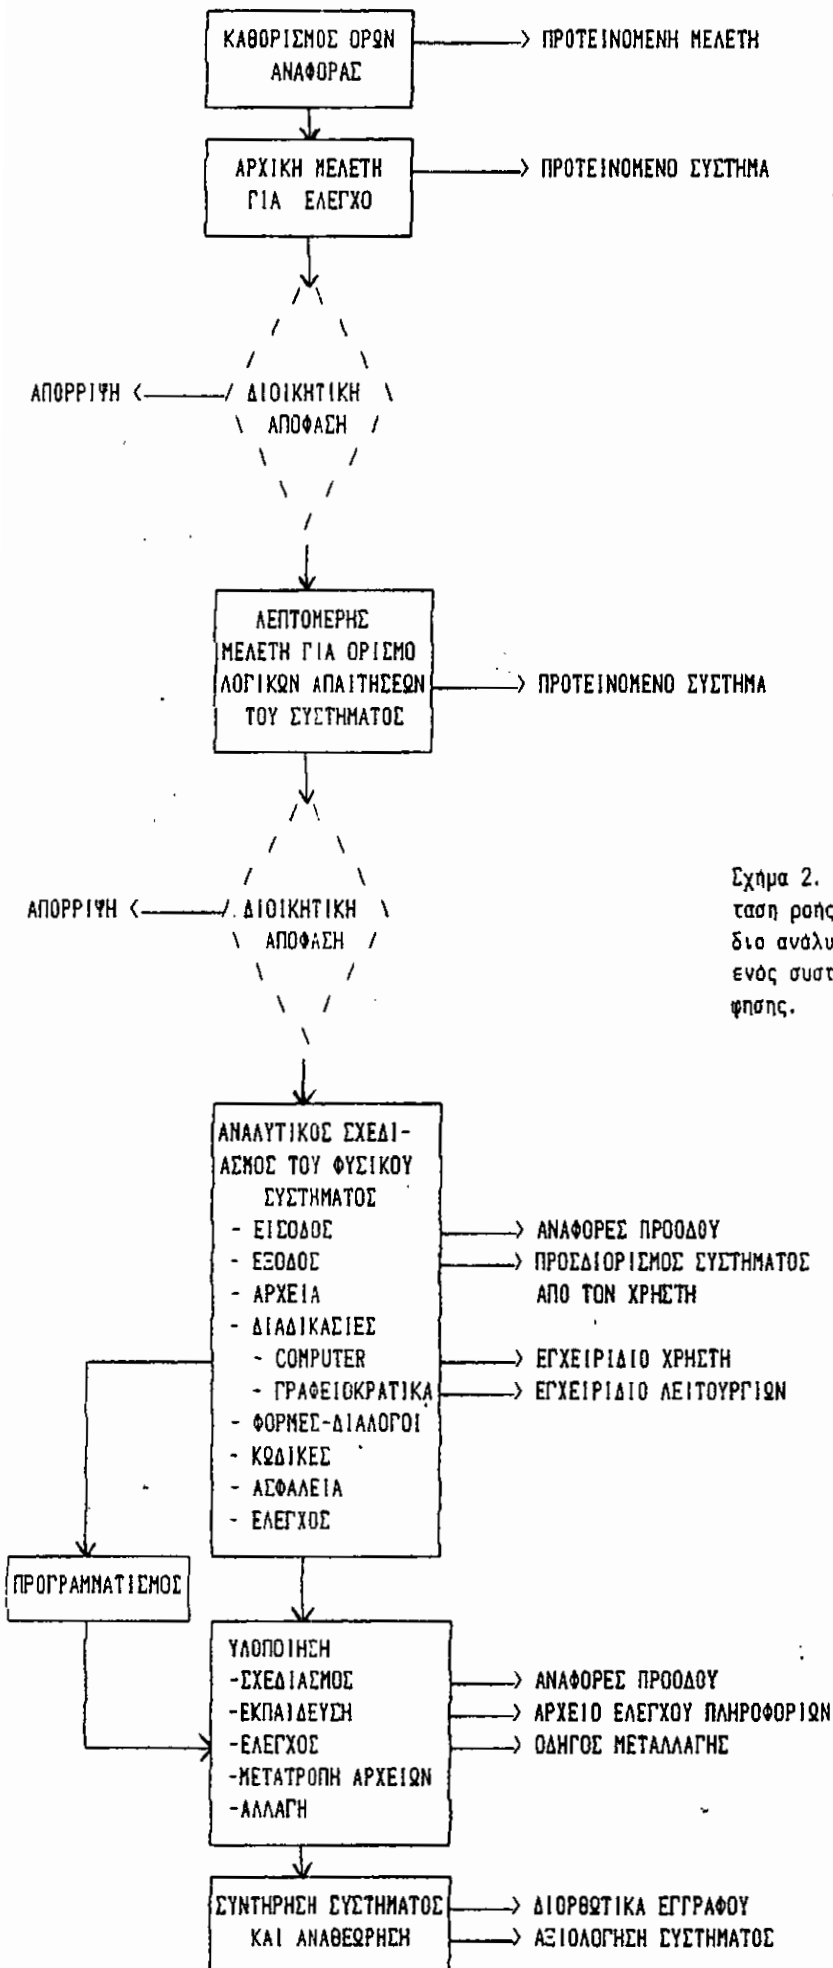 ΚΑΘΟΡΙΣΜΟΣ ΟΡΩΝ
ΑΝΑΦΟΡΑΣ
ΠΡΟΤΕΙΝΟΜΕΝΗ ΜΕΛΕΤΗ
ΑΡΧΙΚΗ ΜΕΛΕΤΗ
ΓΙΑ ΕΛΕΓΧΟ
ΠΡΟΤΕΙΝΟΜΕΝΟ ΣΥΣΤΗΜΑ
ΑΠΟΡΡΙΨΗ
ΔΙΟΙΚΗΤΙΚΗ
ΑΠΟΦΑΣΗ
ΛΕΠΤΟΜΕΡΗΣ
ΜΕΛΕΤΗ ΓΙΑ ΟΡΙΣΜΟ
ΛΟΓΙΚΩΝ ΑΠΑΙΤΗΣΕΩΝ
ΤΟΥ ΣΥΣΤΗΜΑΤΟΣ
ΠΡΟΤΕΙΝΟΜΕΝΟ ΣΥΣΤΗΜΑ
ΑΠΟΡΡΙΨΗ
ΔΙΟΙΚΗΤΙΚΗ
ΑΠΟΦΑΣΗ
Σχήμα 2.
ταση ροής
διο ανάλυ
ενός συστ
φησης.
ΑΝΑΛΥΤΙΚΟΣ ΣΧΕΔΙ-
ΑΣΜΟΣ ΤΟΥ ΦΥΣΙΚΟΥ
ΣΥΣΤΗΜΑΤΟΣ
- ΕΙΣΟΔΟΣ
- ΕΞΟΔΟΣ
- ΑΡΧΕΙΑ
- ΔΙΑΔΙΚΑΣΙΕΣ
- COMPUTER
- ΓΡΑΦΕΙΟΚΡΑΤΙΚΑ
- ΦΟΡΜΕΣ-ΔΙΑΛΟΓΟΙ
- ΚΩΔΙΚΕΣ
- ΑΣΦΑΛΕΙΑ
- ΕΛΕΓΧΟΣ
ΑΝΑΦΟΡΕΣ ΠΡΟΟΔΟΥ
ΠΡΟΣΔΙΟΡΙΣΜΟΣ ΣΥΣΤΗΜΑΤΟΣ
ΑΠΟ ΤΟΝ ΧΡΗΣΤΗ
ΕΓΧΕΙΡΙΔΙΟ ΧΡΗΣΤΗ
ΕΓΧΕΙΡΙΔΙΟ ΛΕΙΤΟΥΡΓΙΩΝ
ΠΡΟΓΡΑΜΝΑΤΙΣΜΟΣ
ΥΛΟΠΟΙΗΣΗ
-ΣΧΕΔΙΑΣΜΟΣ
-ΕΚΠΑΙΔΕΥΣΗ
-ΕΛΕΓΧΟΣ
-ΜΕΤΑΤΡΟΠΗ ΑΡΧΕΙΩΝ
-ΑΛΛΑΓΗ
ΑΝΑΦΟΡΕΣ ΠΡΟΟΔΟΥ
ΑΡΧΕΙΟ ΕΛΕΓΧΟΥ ΠΛΗΡΟΦΟΡΙΩΝ
ΟΔΗΓΟΣ ΜΕΤΑΛΛΑΓΗΣ
ΣΥΝΤΗΡΗΣΗ ΣΥΣΤΗΜΑΤΟΣ
ΚΑΙ ΑΝΑΘΕΩΡΗΣΗ
ΔΙΟΡΘΩΤΙΚΑ ΕΓΓΡΑΦΟΥ
ΑΞΙΟΛΟΓΗΣΗ ΣΥΣΤΗΜΑΤΟΣ